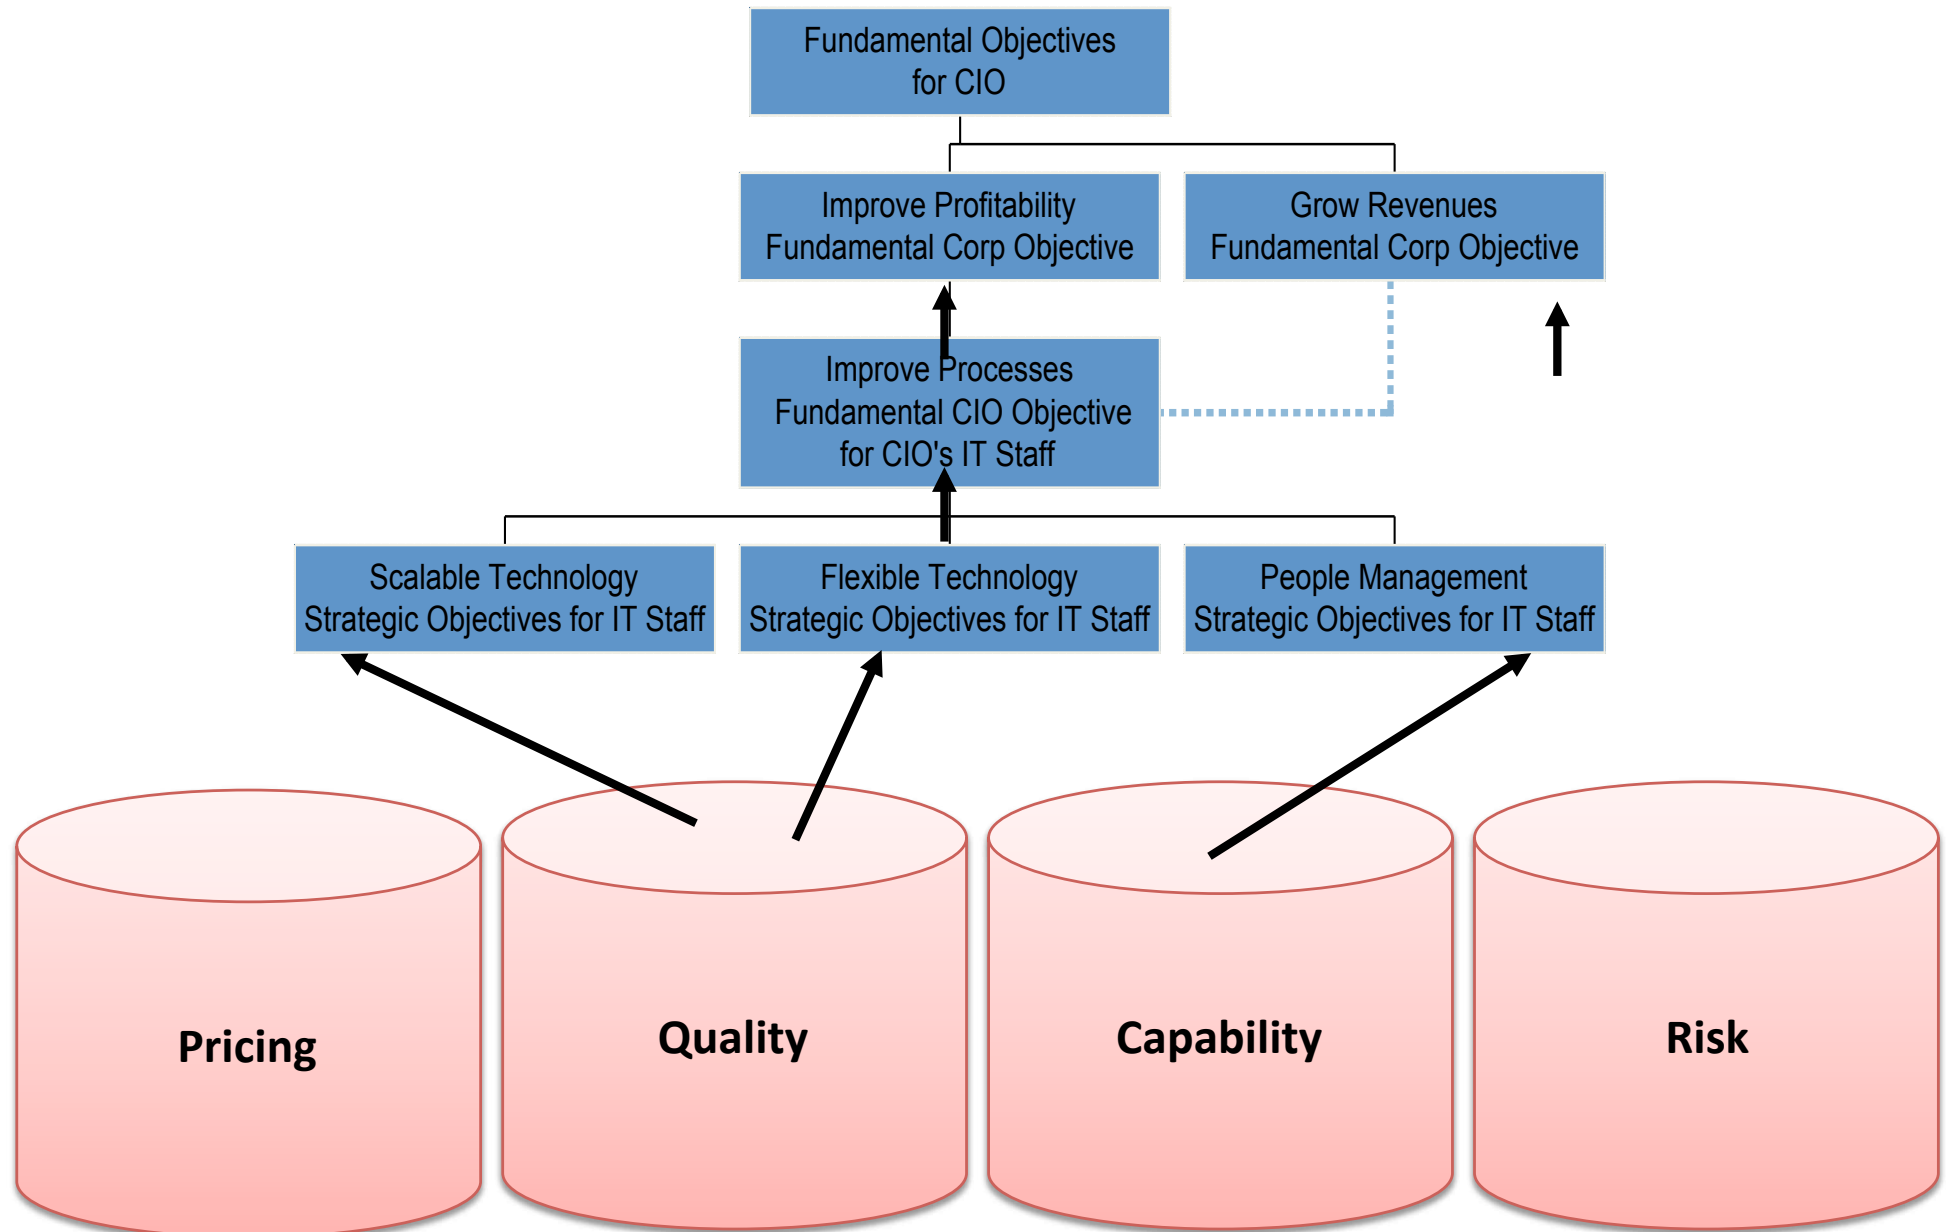 Fundamental Objectives
for CIO
Improve Profitability
Fundamental Corp Objective
Grow Revenues
Fundamental Corp Objective
Improve Processes
Fundamental CIO Objective
for CIO's IT Staff
Scalable Technology
Strategic Objectives for IT Staff
Flexible Technology
Strategic Objectives for IT Staff
People Management
Strategic Objectives for IT Staff
Pricing
Quality
Capability
Risk